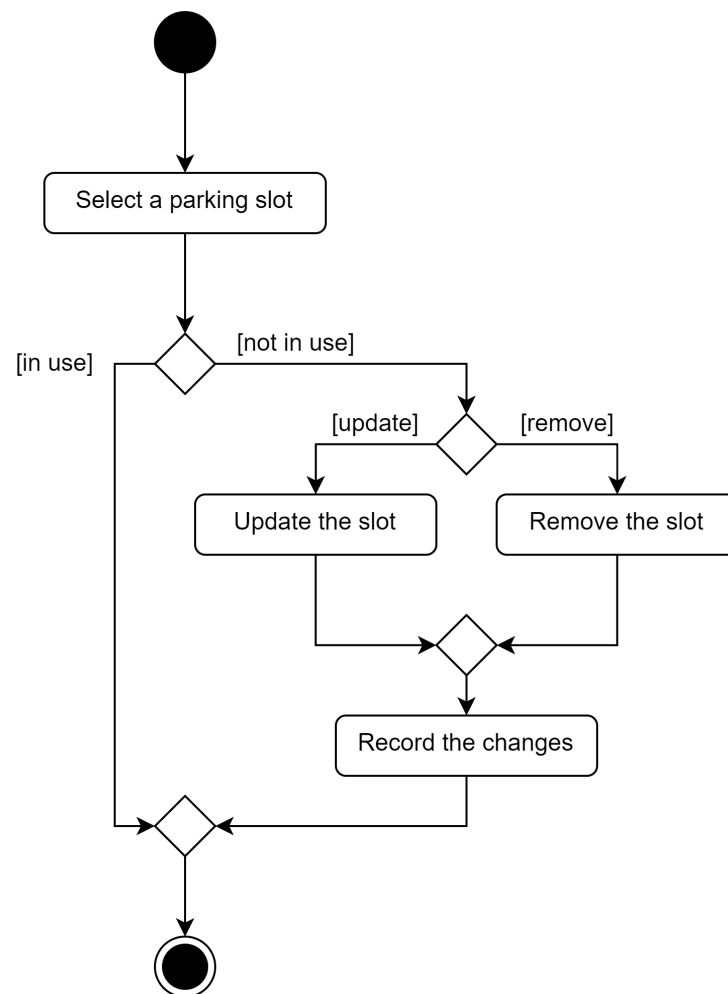 Select a parking slot
[in use]
[not in use]
[update]
[remove]
Update the slot
Remove the slot
Record the changes